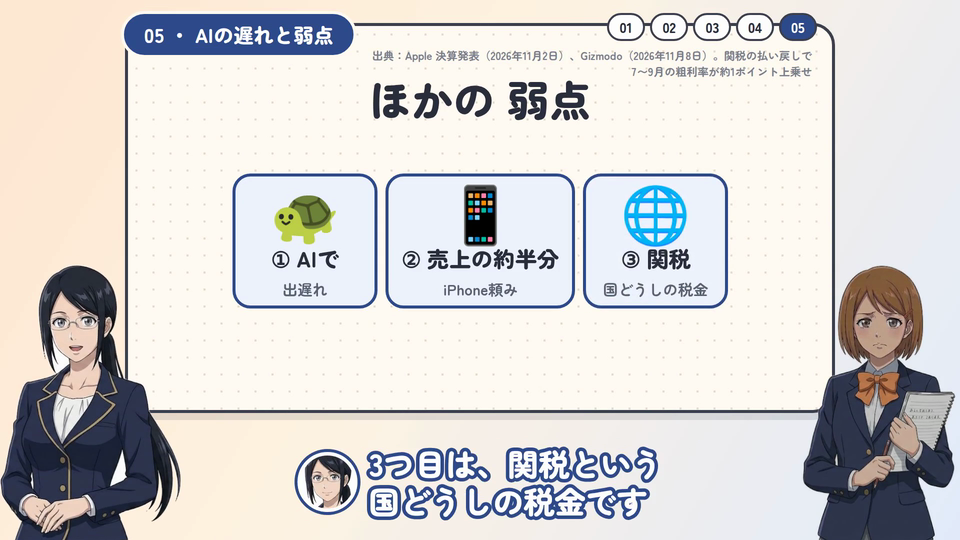 05 ・ AIの遅れと弱点
01 02 03 04 05
出典：Apple 決算発表（2026年11月2日）、Gizmodo（2026年11月8日）。関税の払い戻しで
7〜9月の粗利率が約1ポイント上乗せ
ほかの 弱点
① AIで
出遅れ
② 売上の約半分
iPhone頼み
③ 関税
国どうしの税金
3つ目は、関税という
国どうしの税金です